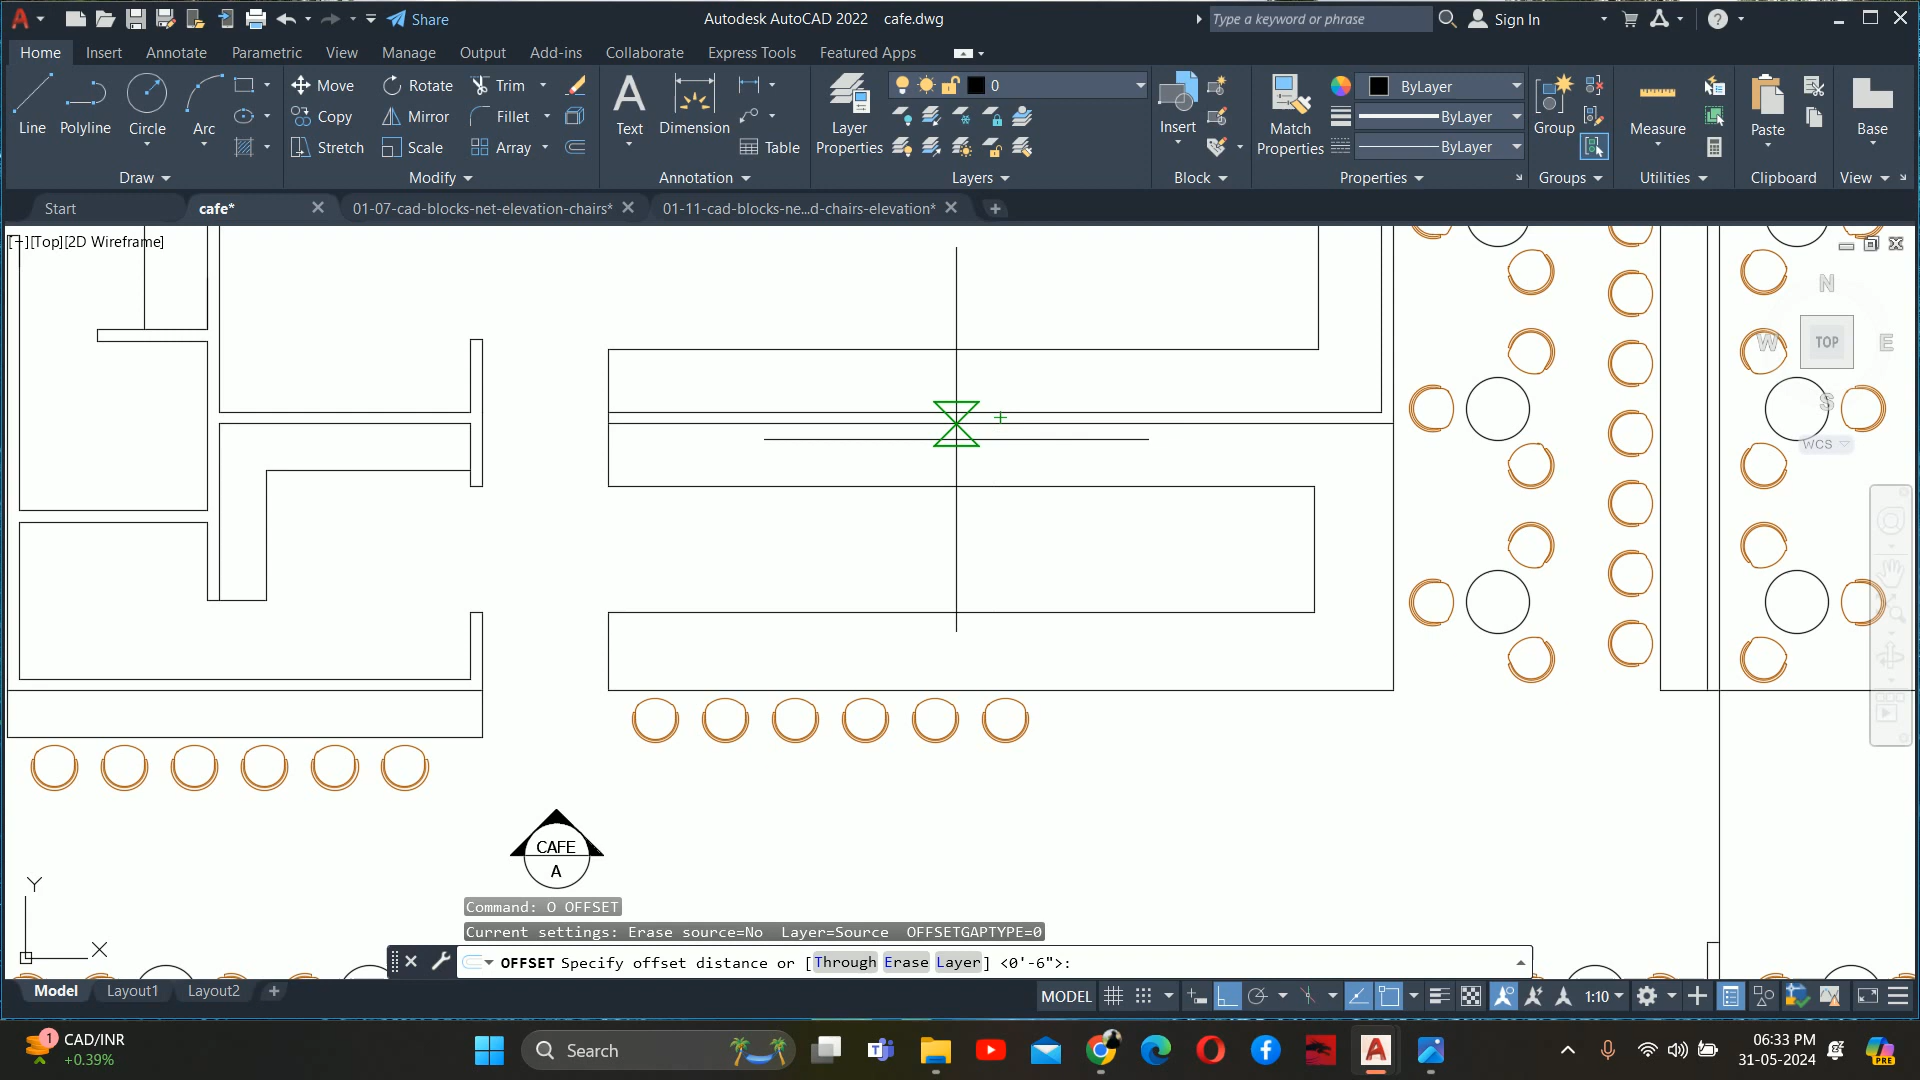 Share
Autodesk AutoCAD 2022 cafe.dwg
Type a keyword or phrase
Sign In
Home Insert Annotate Parametric View Manage Output Add-ins Collaborate Express Tools Featured Apps
Line Polyline Circle Arc
Move Rotate Trim
Copy Mirror Fillet
Stretch Scale Array
Text Dimension Table
Layer Properties
0
Insert
Match Properties
ByLayer
ByLayer
ByLayer
Group
Measure
Paste
Base
Draw Modify Annotation Layers Block Properties Groups Utilities Clipboard View
Start cafe* 01-07-cad-blocks-net-elevation-chairs* 01-11-cad-blocks-ne...d-chairs-elevation*
[−][Top][2D Wireframe]
N
W TOP E
S
WCS
CAFE
A
Y
X
Command: O OFFSET
Current settings: Erase source=No Layer=Source OFFSETGAPTYPE=0
OFFSET Specify offset distance or [Through Erase Layer] <0'-6">:
Model Layout1 Layout2
MODEL 1:10
1 CAD/INR
+0.39%
Search
06:33 PM
31-05-2024
PRE